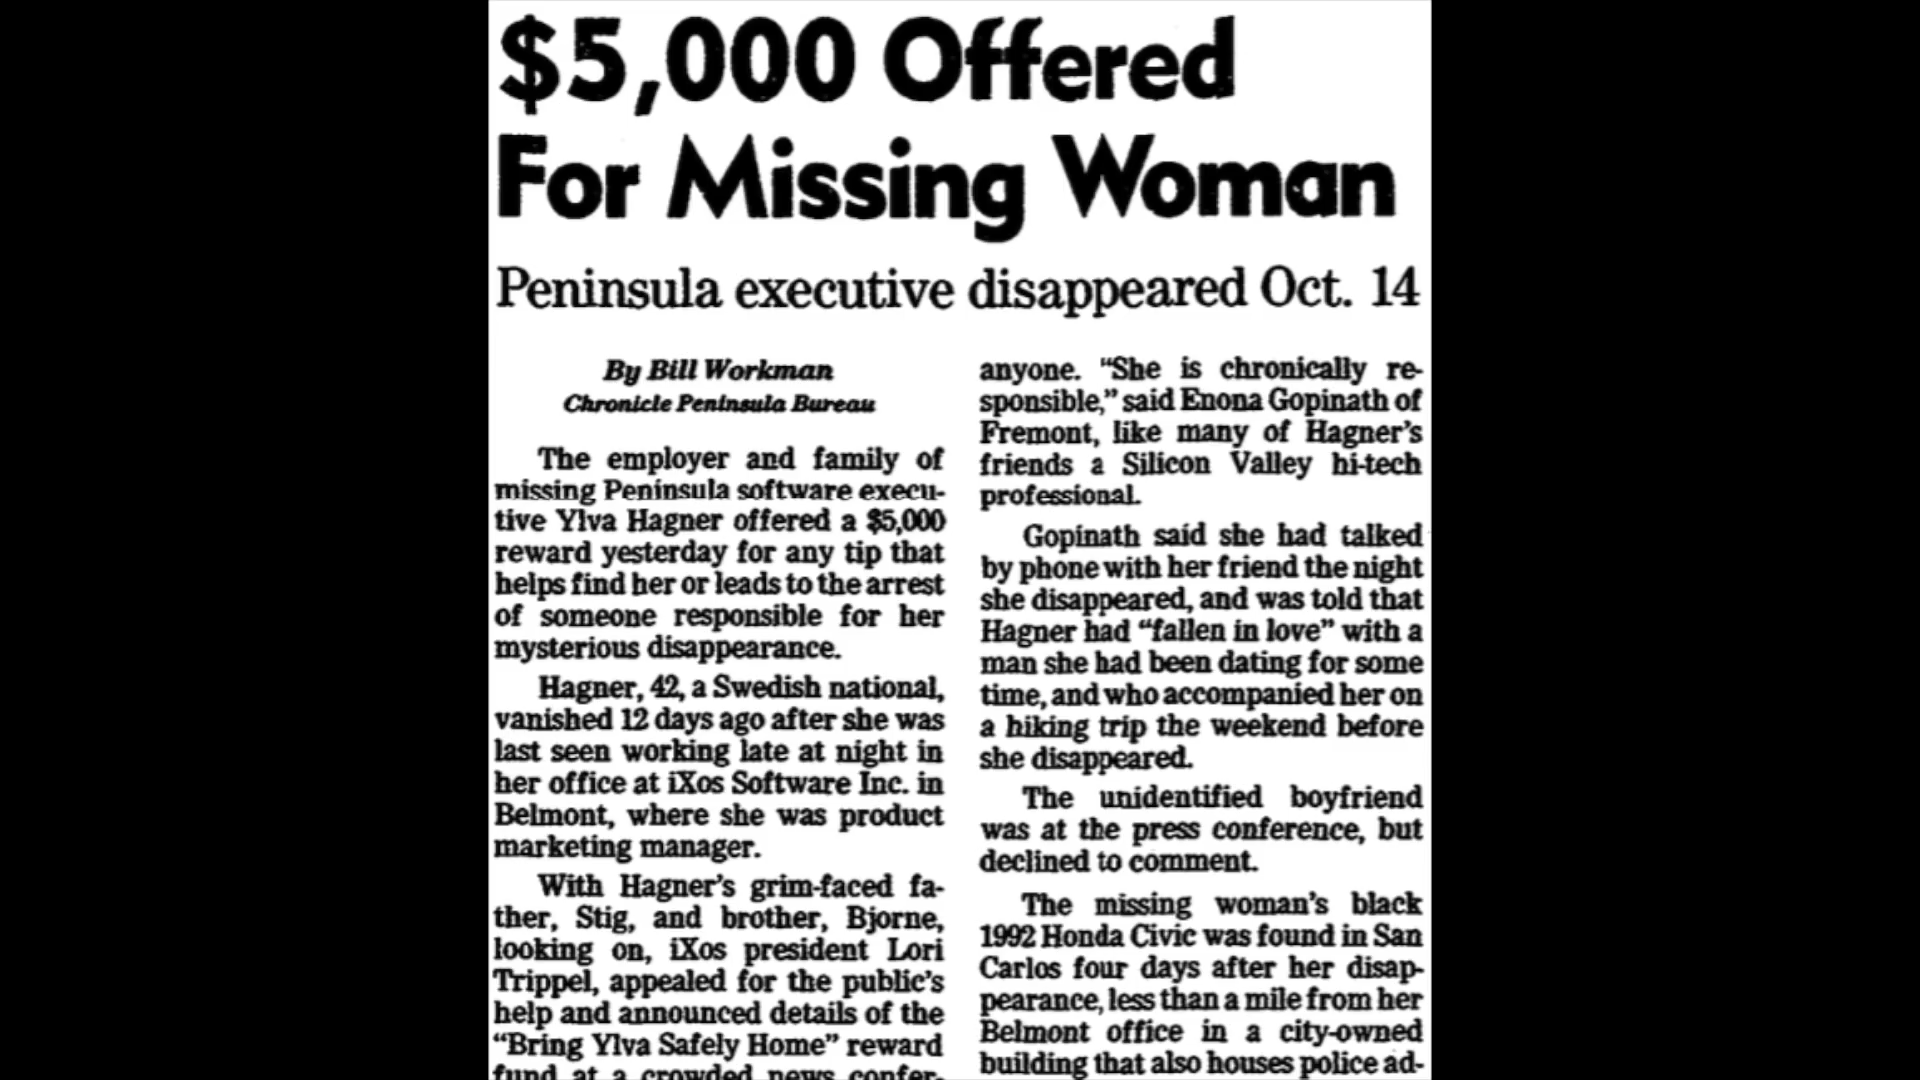 $5,000 Offered
For Missing Woman
Peninsula executive disappeared Oct. 14
By Bill Workman
Chronicle Peninsula Bureau
The employer and family of
missing Peninsula software execu-
tive Ylva Hagner offered a $5,000
reward yesterday for any tip that
helps find her or leads to the arrest
of someone responsible for her
mysterious disappearance.
Hagner, 42, a Swedish national,
vanished 12 days ago after she was
last seen working late at night in
her office at iXos Software Inc. in
Belmont, where she was product
marketing manager.
With Hagner's grim-faced fa-
ther, Stig, and brother, Bjorne,
looking on, iXos president Lori
Trippel, appealed for the public's
help and announced details of the
"Bring Ylva Safely Home" reward
fund at a crowded news confer-
anyone. "She is chronically re-
sponsible," said Enona Gopinath of
Fremont, like many of Hagner's
friends a Silicon Valley hi-tech
professional.
Gopinath said she had talked
by phone with her friend the night
she disappeared, and was told that
Hagner had "fallen in love" with a
man she had been dating for some
time, and who accompanied her on
a hiking trip the weekend before
she disappeared.
The unidentified boyfriend
was at the press conference, but
declined to comment.
The missing woman's black
1992 Honda Civic was found in San
Carlos four days after her disap-
pearance, less than a mile from her
Belmont office in a city-owned
building that also houses police ad-